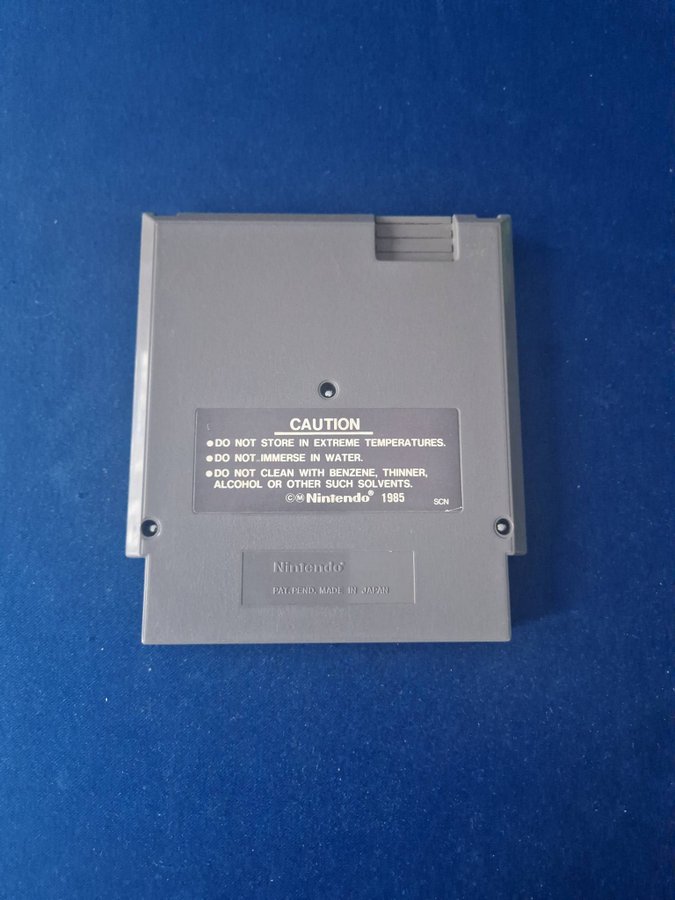 CAUTION
●DO NOT STORE IN EXTREME TEMPERATURES.
●DO NOT IMMERSE IN WATER.
●DO NOT CLEAN WITH BENZENE, THINNER,
ALCOHOL OR OTHER SUCH SOLVENTS.
©Ⓜ Nintendo® 1985 SCN
Nintendo®
PAT. PEND. MADE IN JAPAN